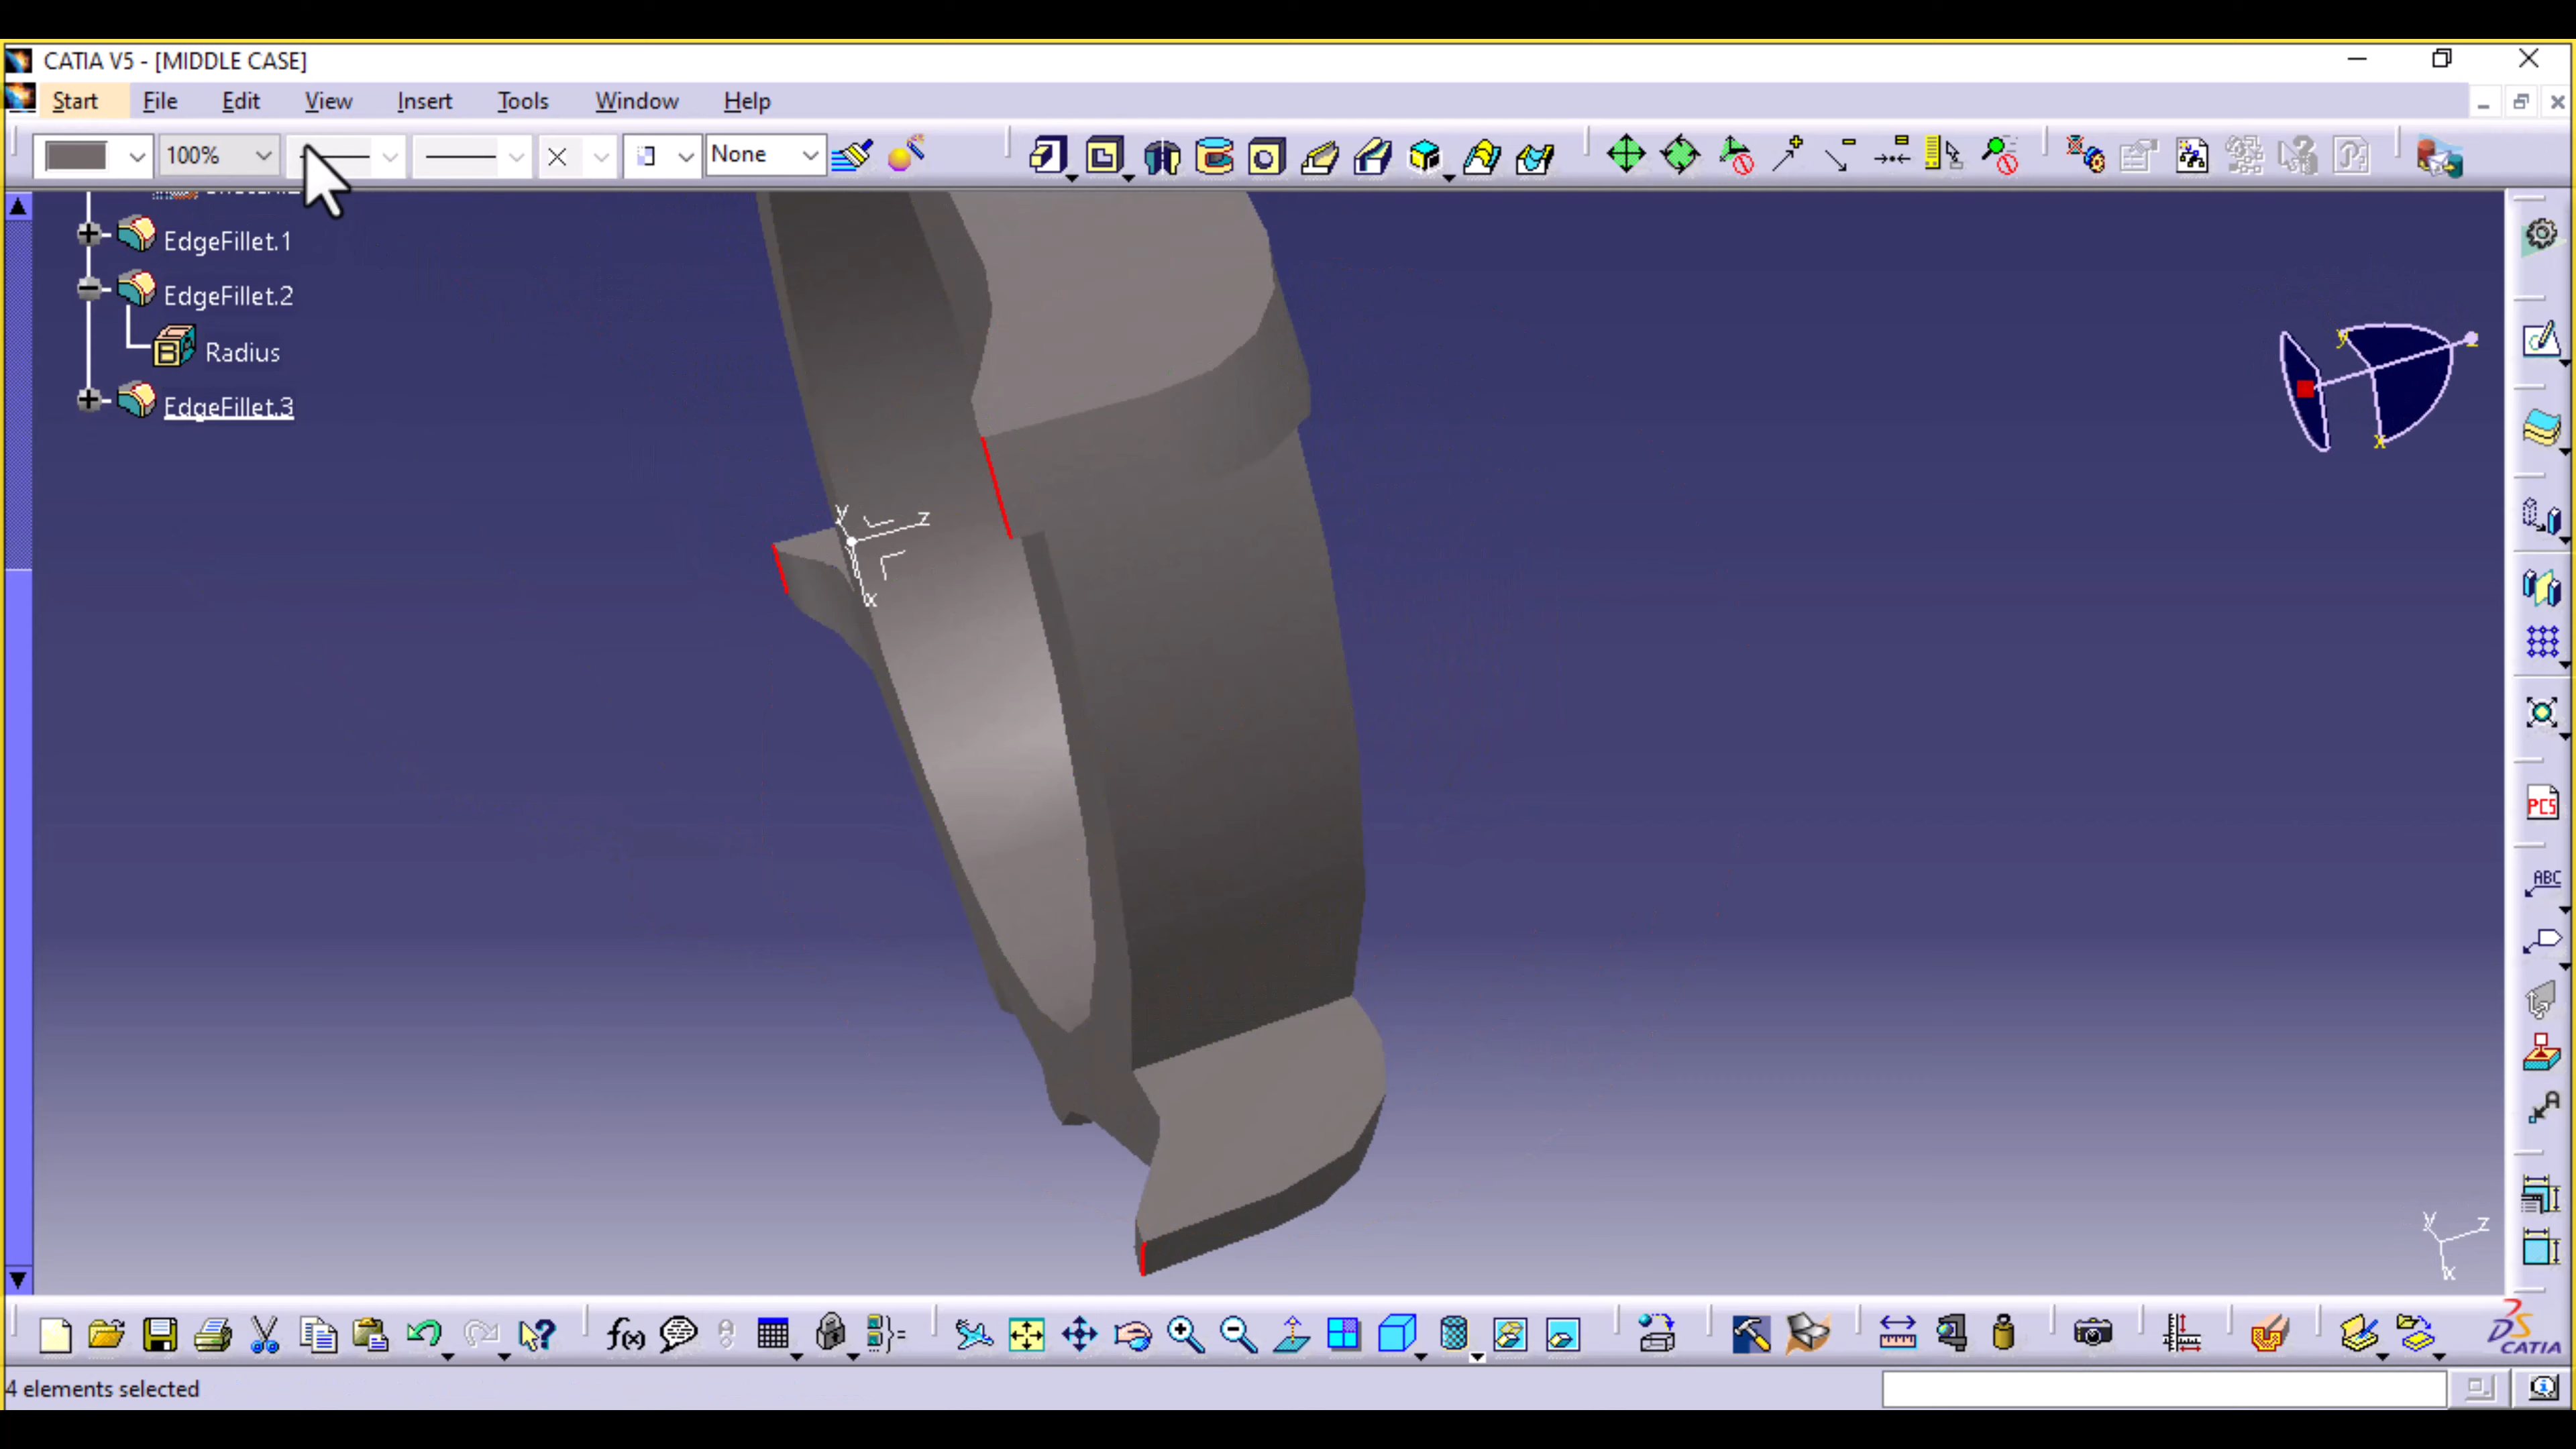 CATIA V5 - [MIDDLE CASE]
Start File Edit View Insert Tools Window Help
100%
None
EdgeFillet.1
EdgeFillet.2
B Radius
EdgeFillet.3
y
z
x
y
x
PCS
ABC
A
y z
x
f(x)
CATIA
4 elements selected